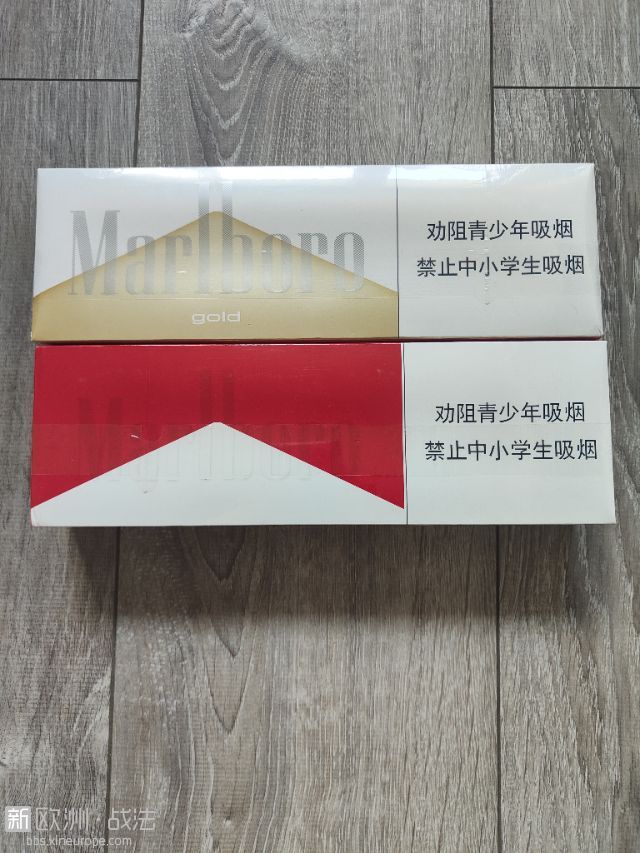 Marlboro
gold
劝阻青少年吸烟
禁止中小学生吸烟
Marlboro
劝阻青少年吸烟
禁止中小学生吸烟
新欧洲·战法
bbs.xineurope.com